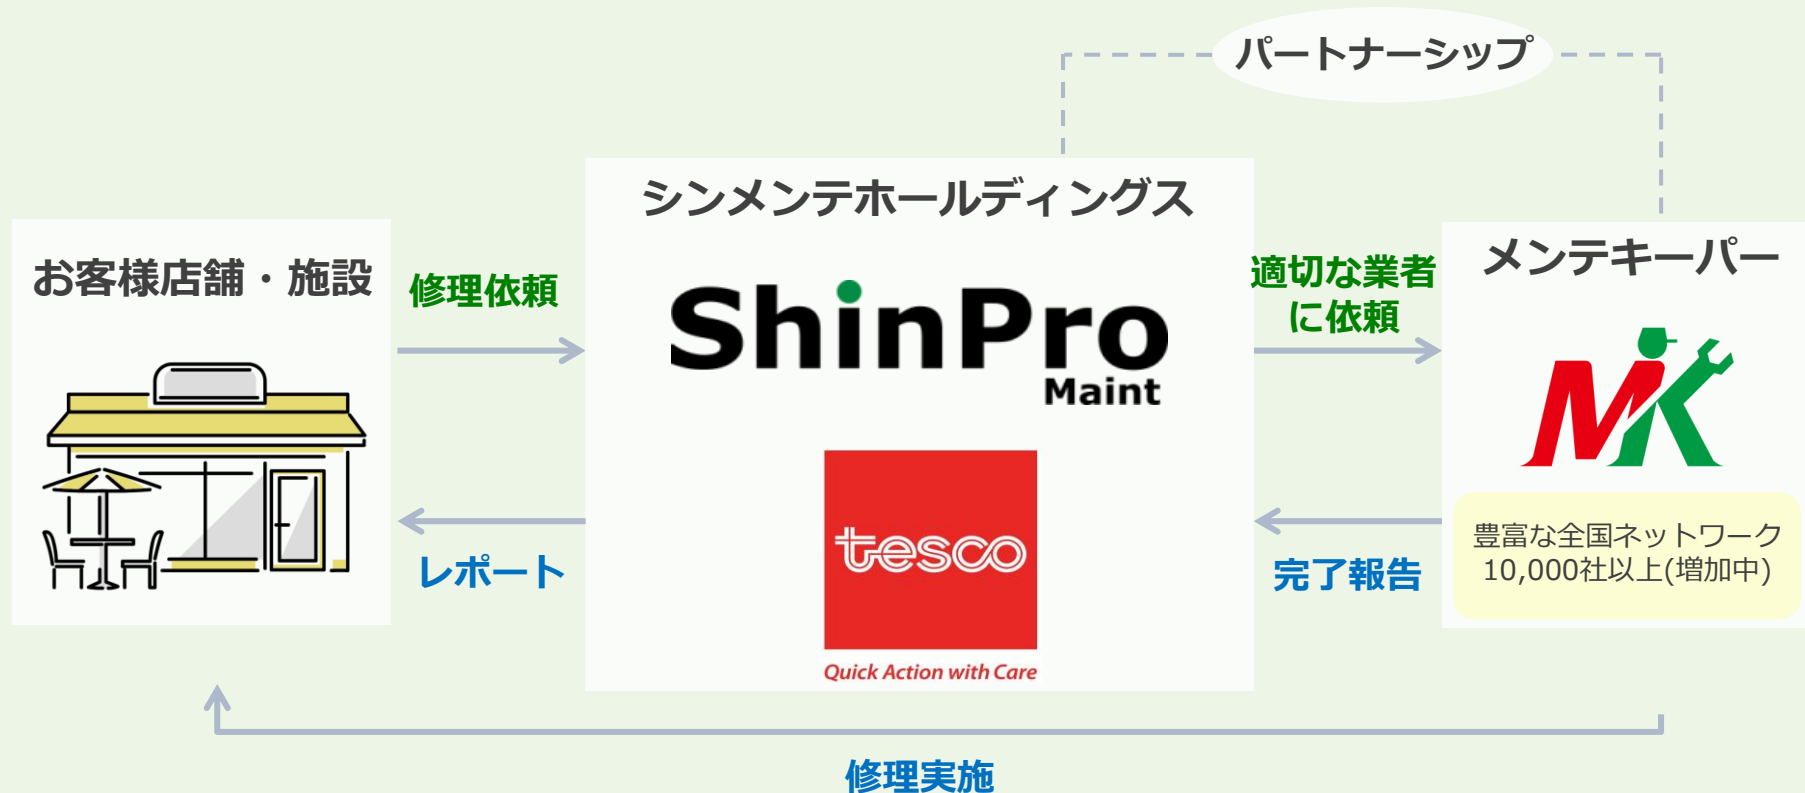 パートナーシップ
シンメンテホールディングス
お客様店舗・施設
修理依頼
適切な業者
に依頼
メンテキーパー
ShinPro
Maint
MK
tesco
Quick Action with Care
レポート
完了報告
豊富な全国ネットワーク
10,000社以上(増加中)
修理実施